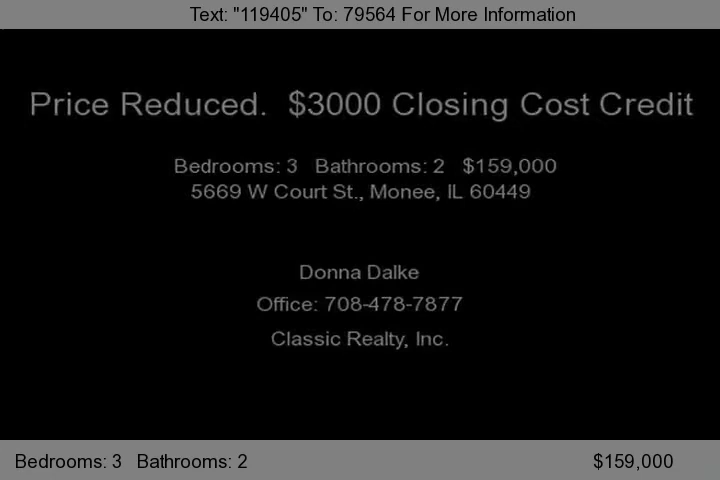 Text: "119405" To: 79564 For More Information
Price Reduced. $3000 Closing Cost Credit
Bedrooms: 3 Bathrooms: 2 $159,000
5669 W Court St., Monee, IL 60449
Donna Dalke
Office: 708-478-7877
Classic Realty, Inc.
Bedrooms: 3 Bathrooms: 2 $159,000